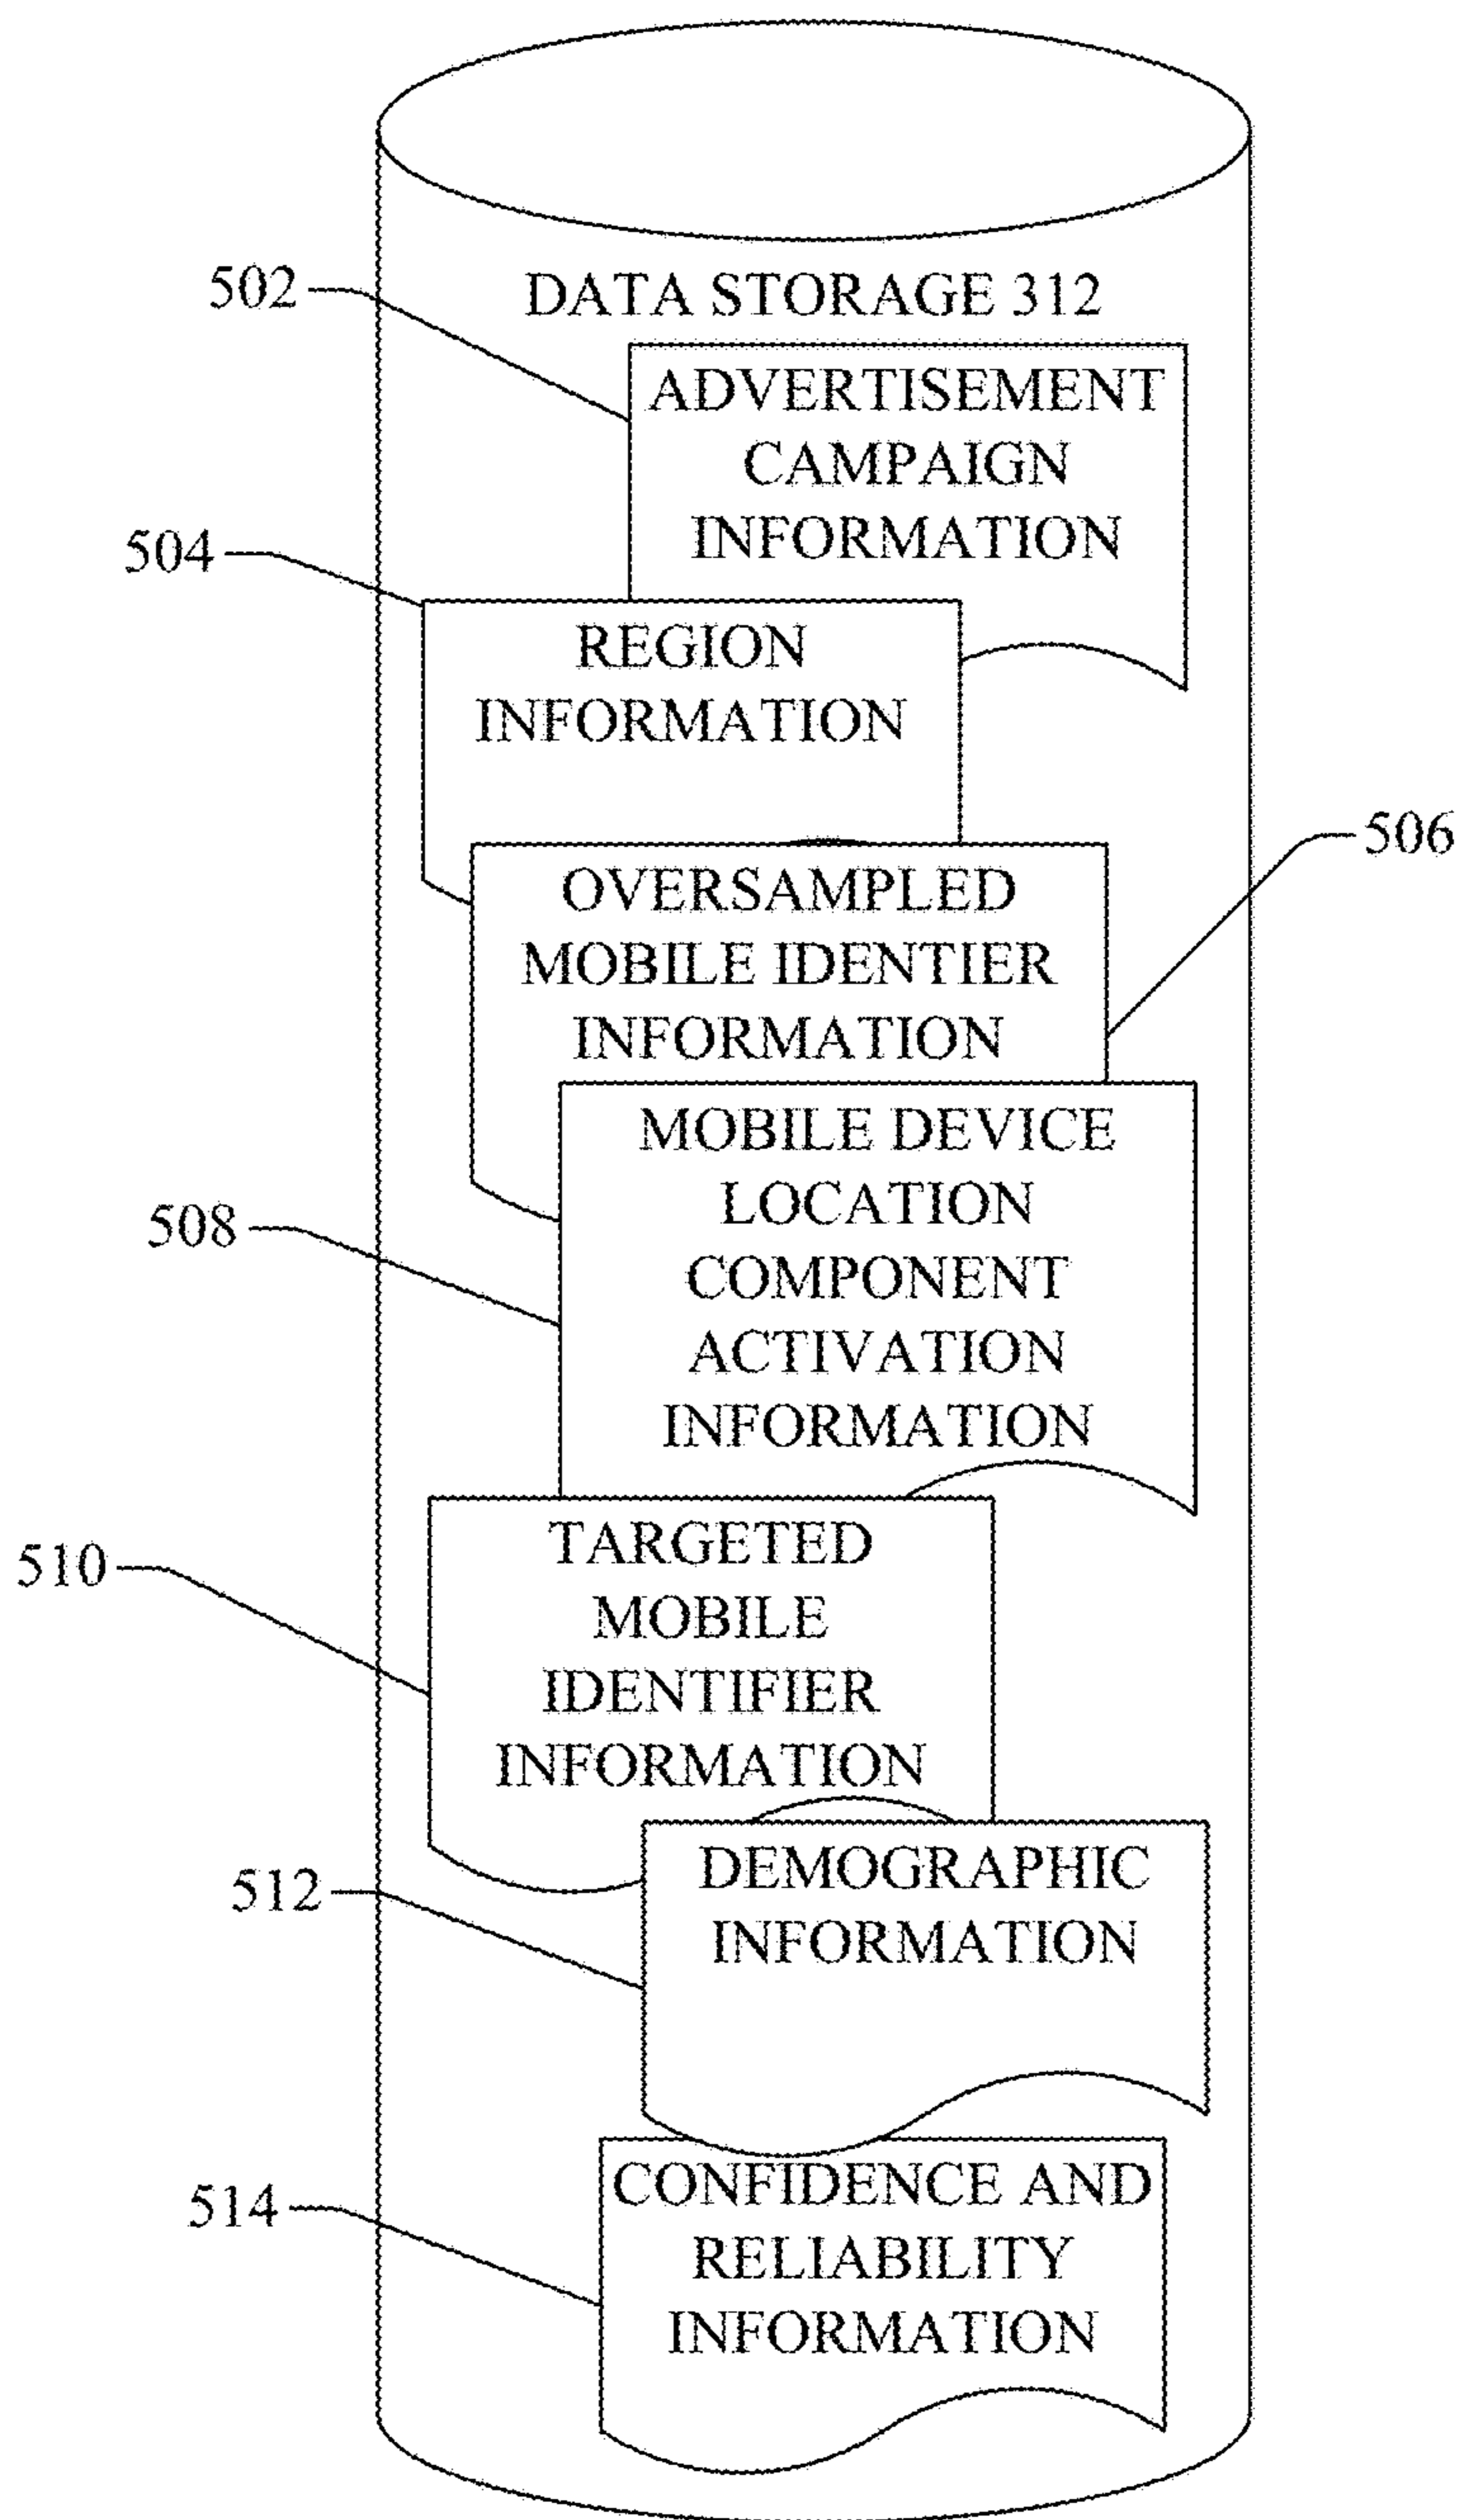 502
DATA STORAGE 312
ADVERTISEMENT
CAMPAIGN
INFORMATION
504
REGION
INFORMATION
506
OVERSAMPLED
MOBILE IDENTIER
INFORMATION
508
MOBILE DEVICE
LOCATION
COMPONENT
ACTIVATION
INFORMATION
510
TARGETED
MOBILE
IDENTIFIER
INFORMATION
512
DEMOGRAPHIC
INFORMATION
514
CONFIDENCE AND
RELIABILITY
INFORMATION